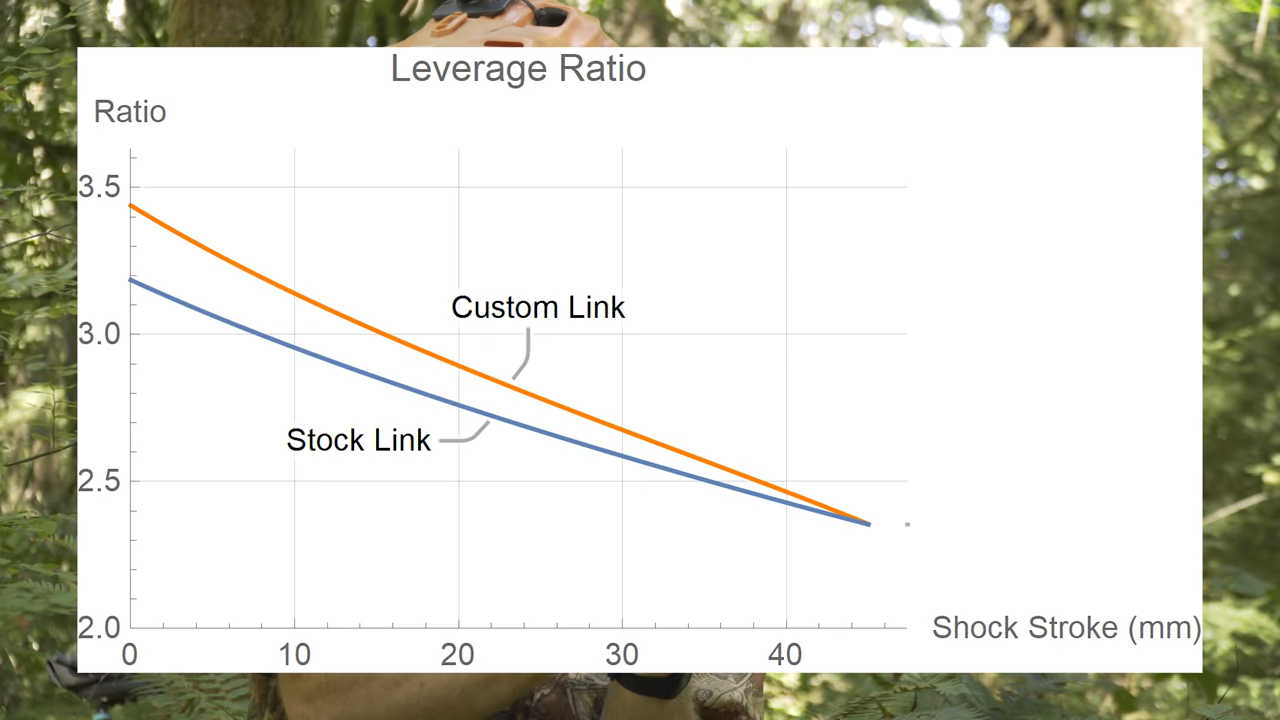 Leverage Ratio
Ratio
3.5
3.0
2.5
2.0
Custom Link
Stock Link
0 10 20 30 40
Shock Stroke (mm)